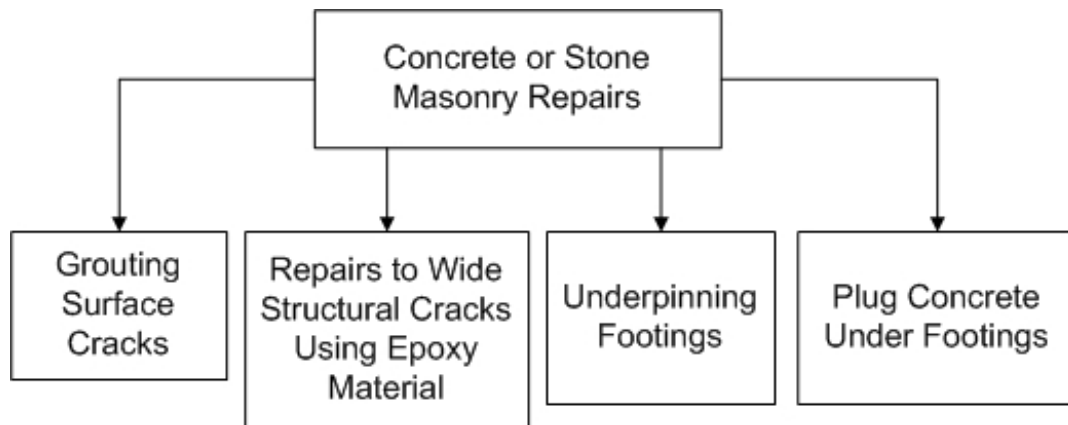 Concrete or Stone
Masonry Repairs
Grouting
Surface
Cracks
Repairs to Wide
Structural Cracks
Using Epoxy
Material
Underpinning
Footings
Plug Concrete
Under Footings